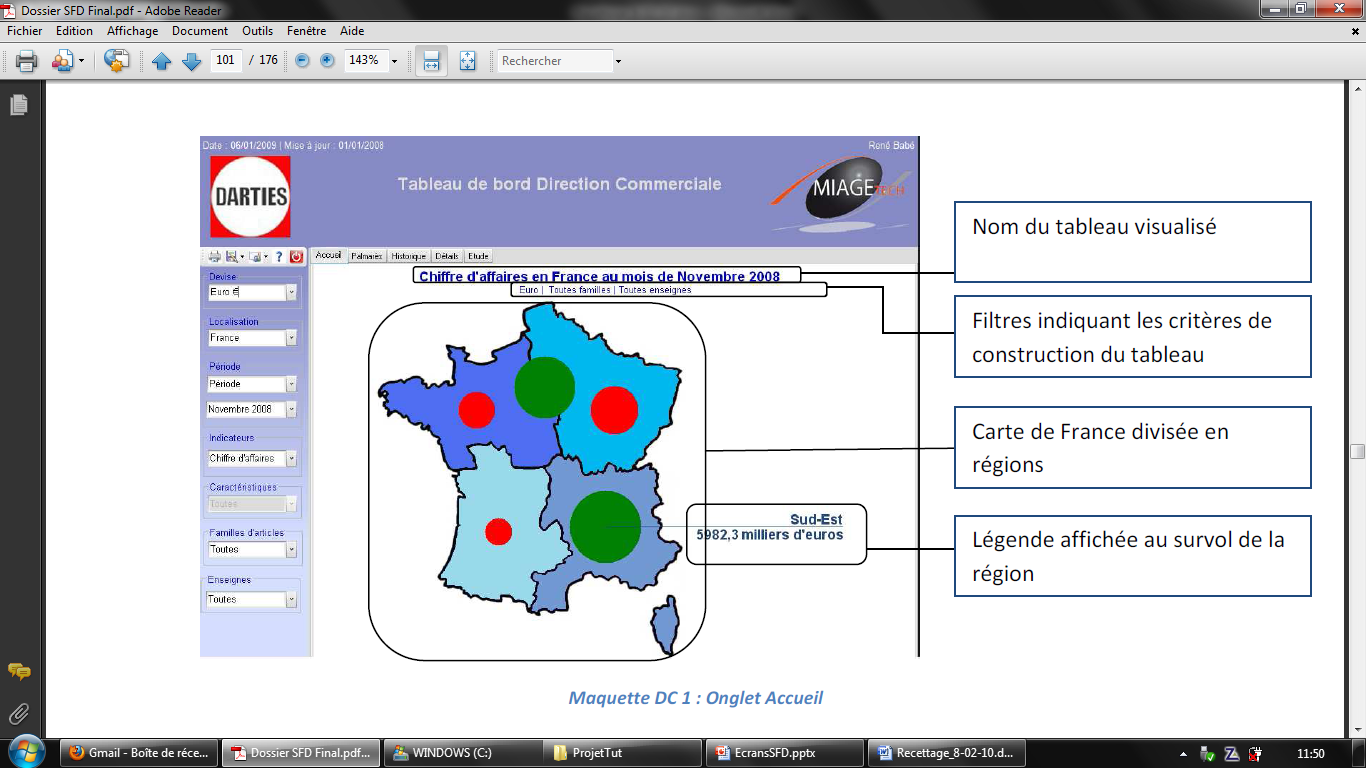 Dossier SFD Final.pdf - Adobe Reader
Fichier Edition Affichage Document Outils Fenêtre Aide
101 / 176 143% Rechercher
Date : 06/01/2009 | Mise à jour : 01/01/2008 René Babé
DARTIES
Tableau de bord Direction Commerciale
MIAGETECH
Accueil Palmarès Historique Détails Etude
Devise
Euro €
Localisation
France
Période
Période
Novembre 2008
Indicateurs
Chiffre d'affaires
Caractéristiques
Toutes
Familles d'articles
Toutes
Enseignes
Toutes
Chiffre d'affaires en France au mois de Novembre 2008
Euro | Toutes familles | Toutes enseignes
Sud-Est
5982,3 milliers d'euros
Nom du tableau visualisé
Filtres indiquant les critères de
construction du tableau
Carte de France divisée en
régions
Légende affichée au survol de la
région
Maquette DC 1 : Onglet Accueil
Gmail - Boîte de réce... Dossier SFD Final.pdf... WINDOWS (C:) ProjetTut EcransSFD.pptx Recettage_8-02-10.d... 11:50